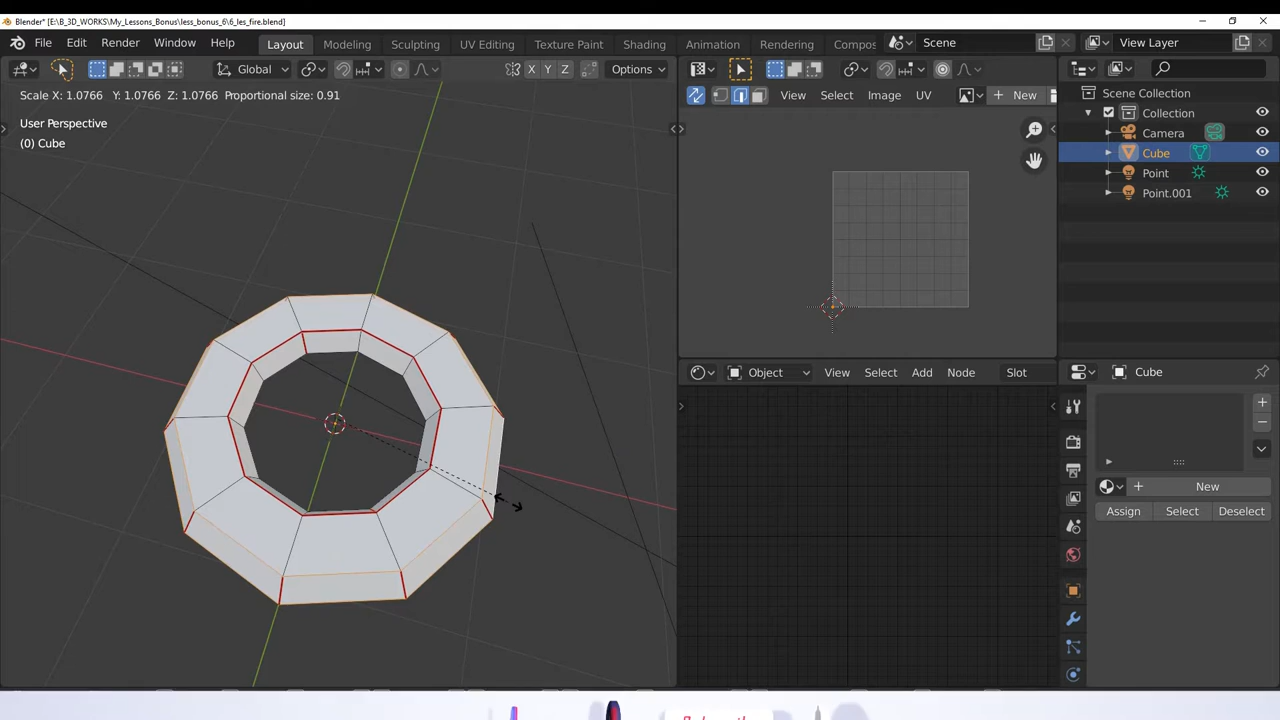 Blender* [E:\B_3D_WORKS\My_Lessons_Bonus\less_bonus_6\6_les_fire.blend]
File Edit Render Window Help Layout Modeling Sculpting UV Editing Texture Paint Shading Animation Rendering Compos Scene View Layer
Global X Y Z Options
Scale X: 1.0766 Y: 1.0766 Z: 1.0766 Proportional size: 0.91
View Select Image UV New
User Perspective
(0) Cube
Scene Collection
Collection
Camera
Cube
Point
Point.001
Object View Select Add Node Slot
Cube
New
Assign Select Deselect